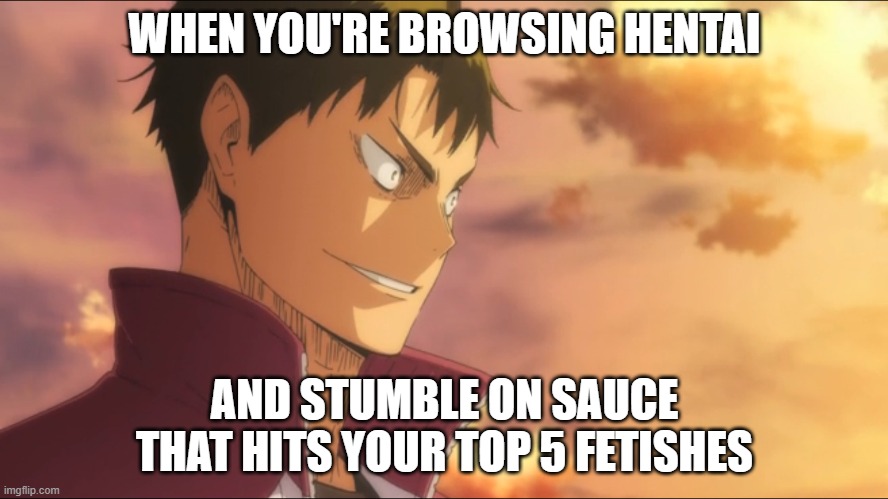 WHEN YOU'RE BROWSING HENTAI
AND STUMBLE ON SAUCE
THAT HITS YOUR TOP 5 FETISHES
imgflip.com